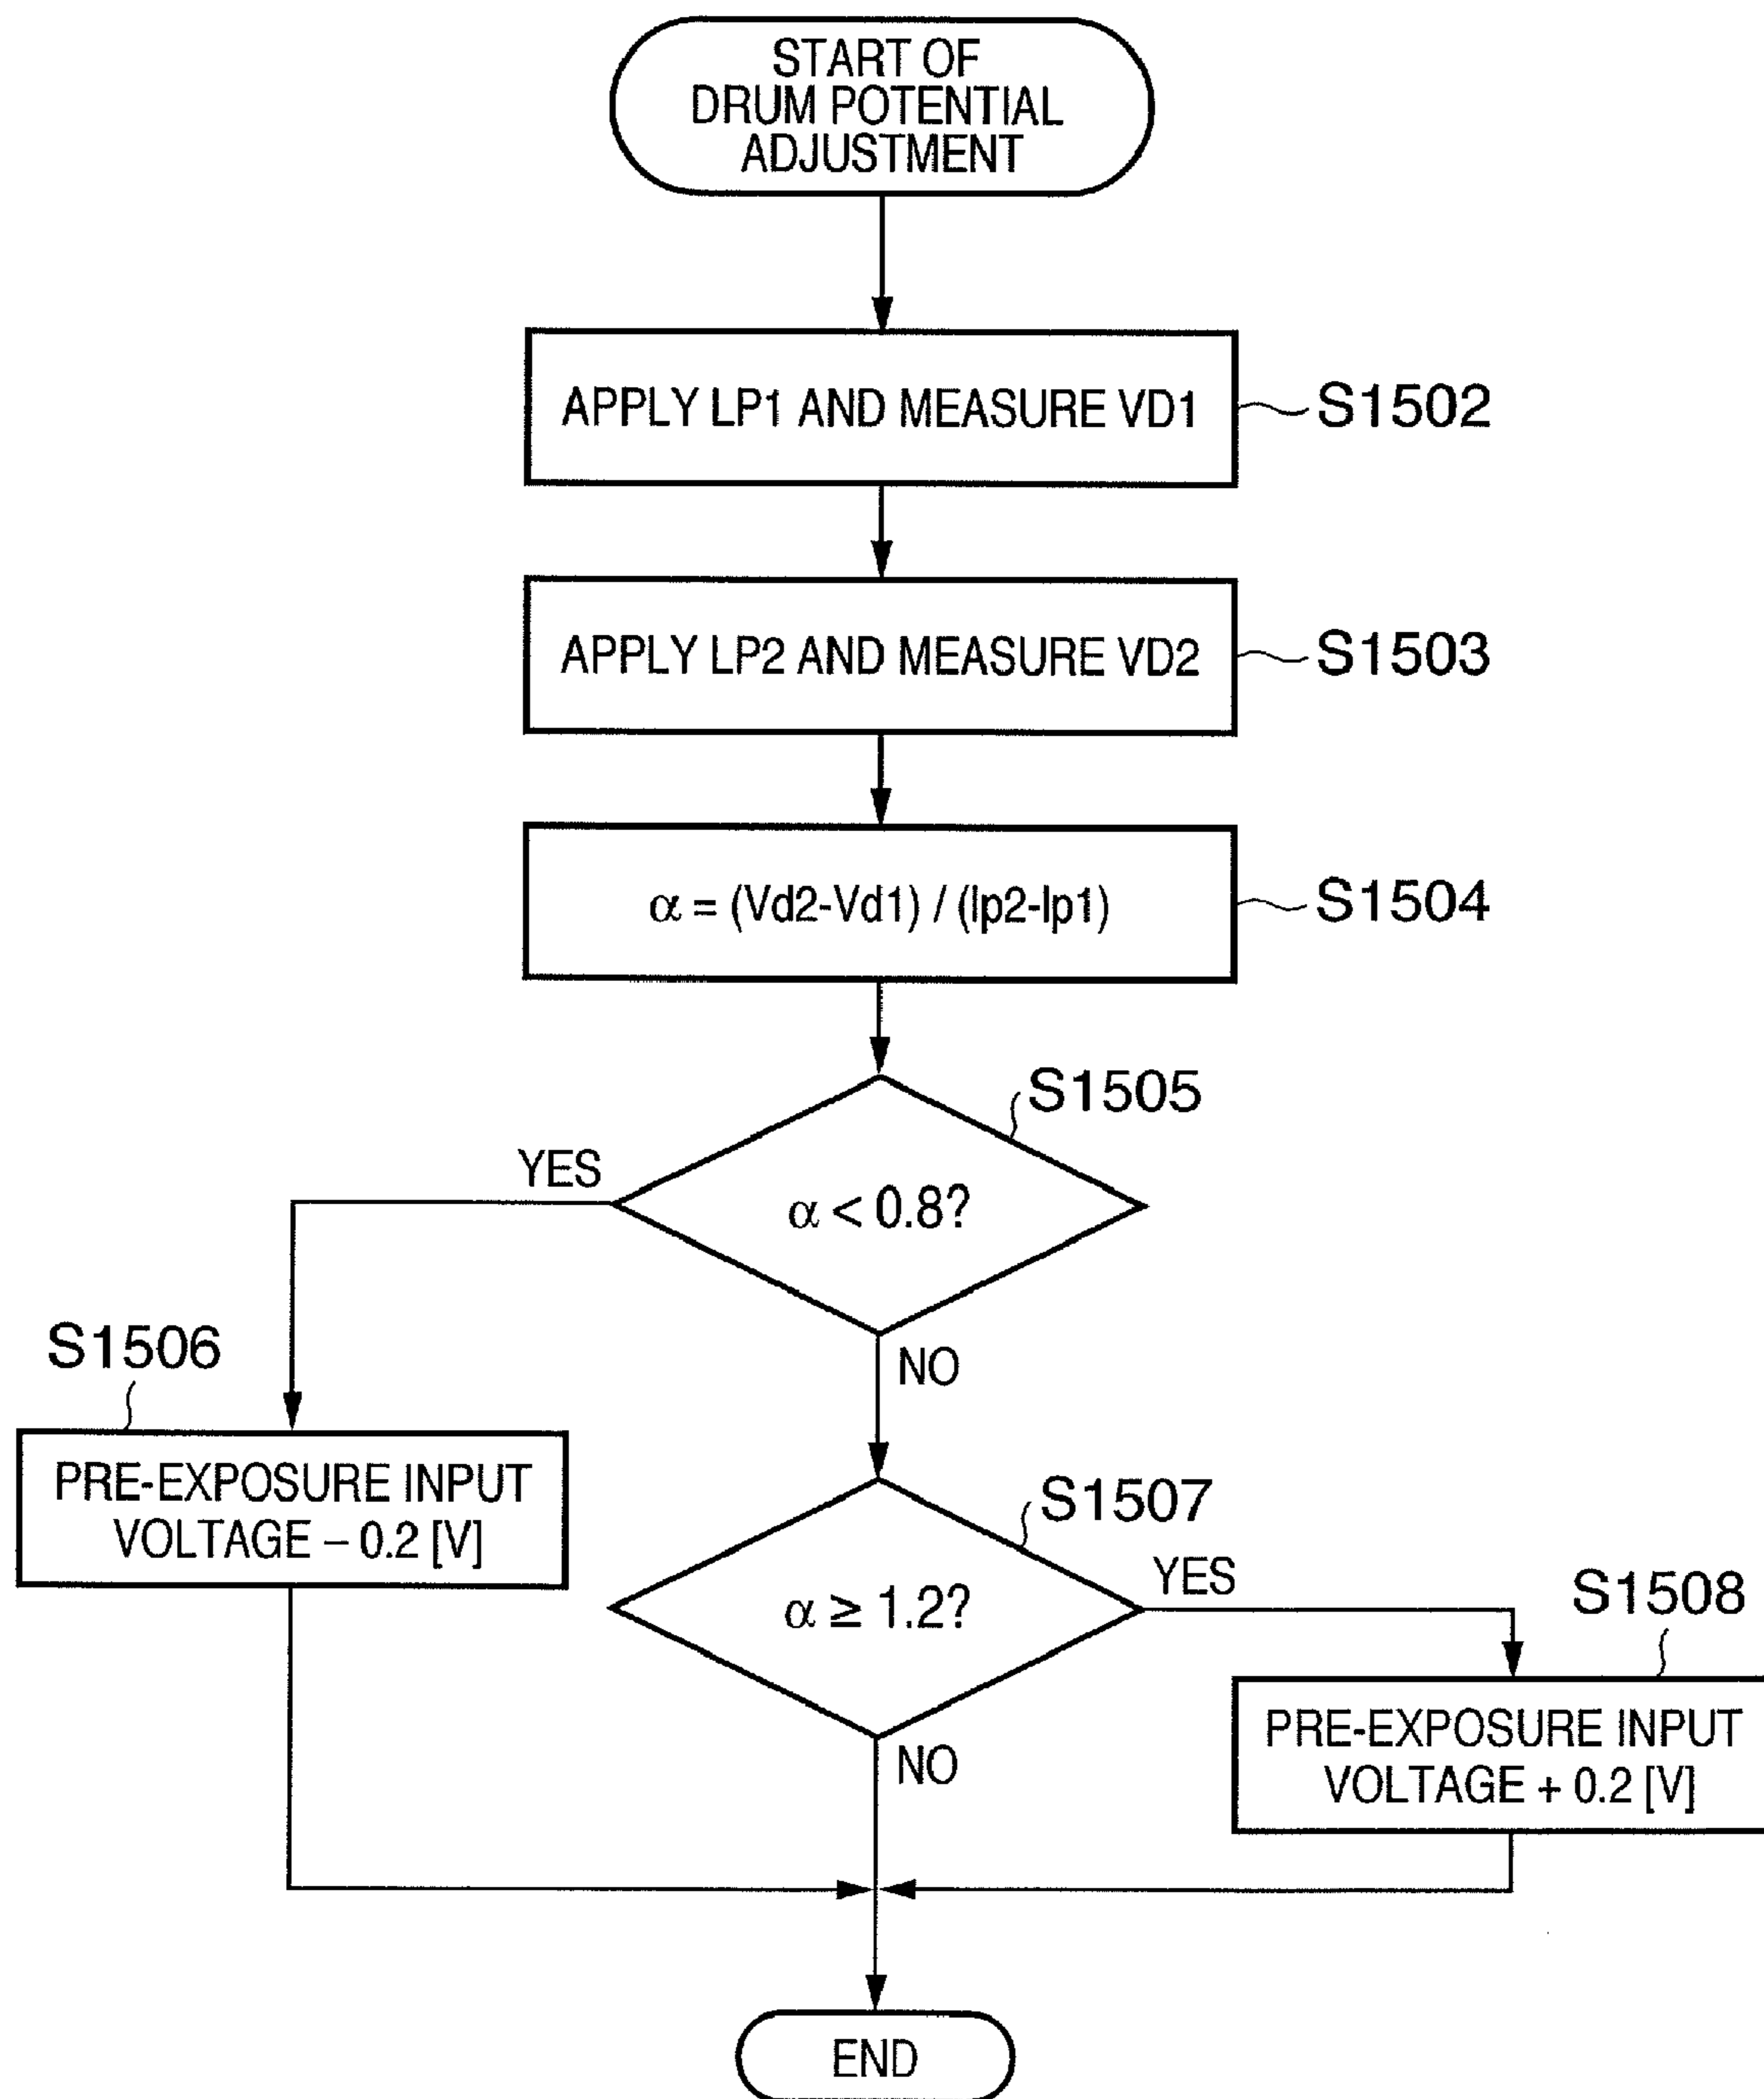 START OF
DRUM POTENTIAL
ADJUSTMENT
APPLY LP1 AND MEASURE VD1
S1502
APPLY LP2 AND MEASURE VD2
S1503
α = (Vd2-Vd1) / (lp2-lp1)
S1504
S1505
YES
α < 0.8?
S1506
NO
PRE-EXPOSURE INPUT
VOLTAGE – 0.2 [V]
S1507
YES
α ≥ 1.2?
S1508
NO
PRE-EXPOSURE INPUT
VOLTAGE + 0.2 [V]
END